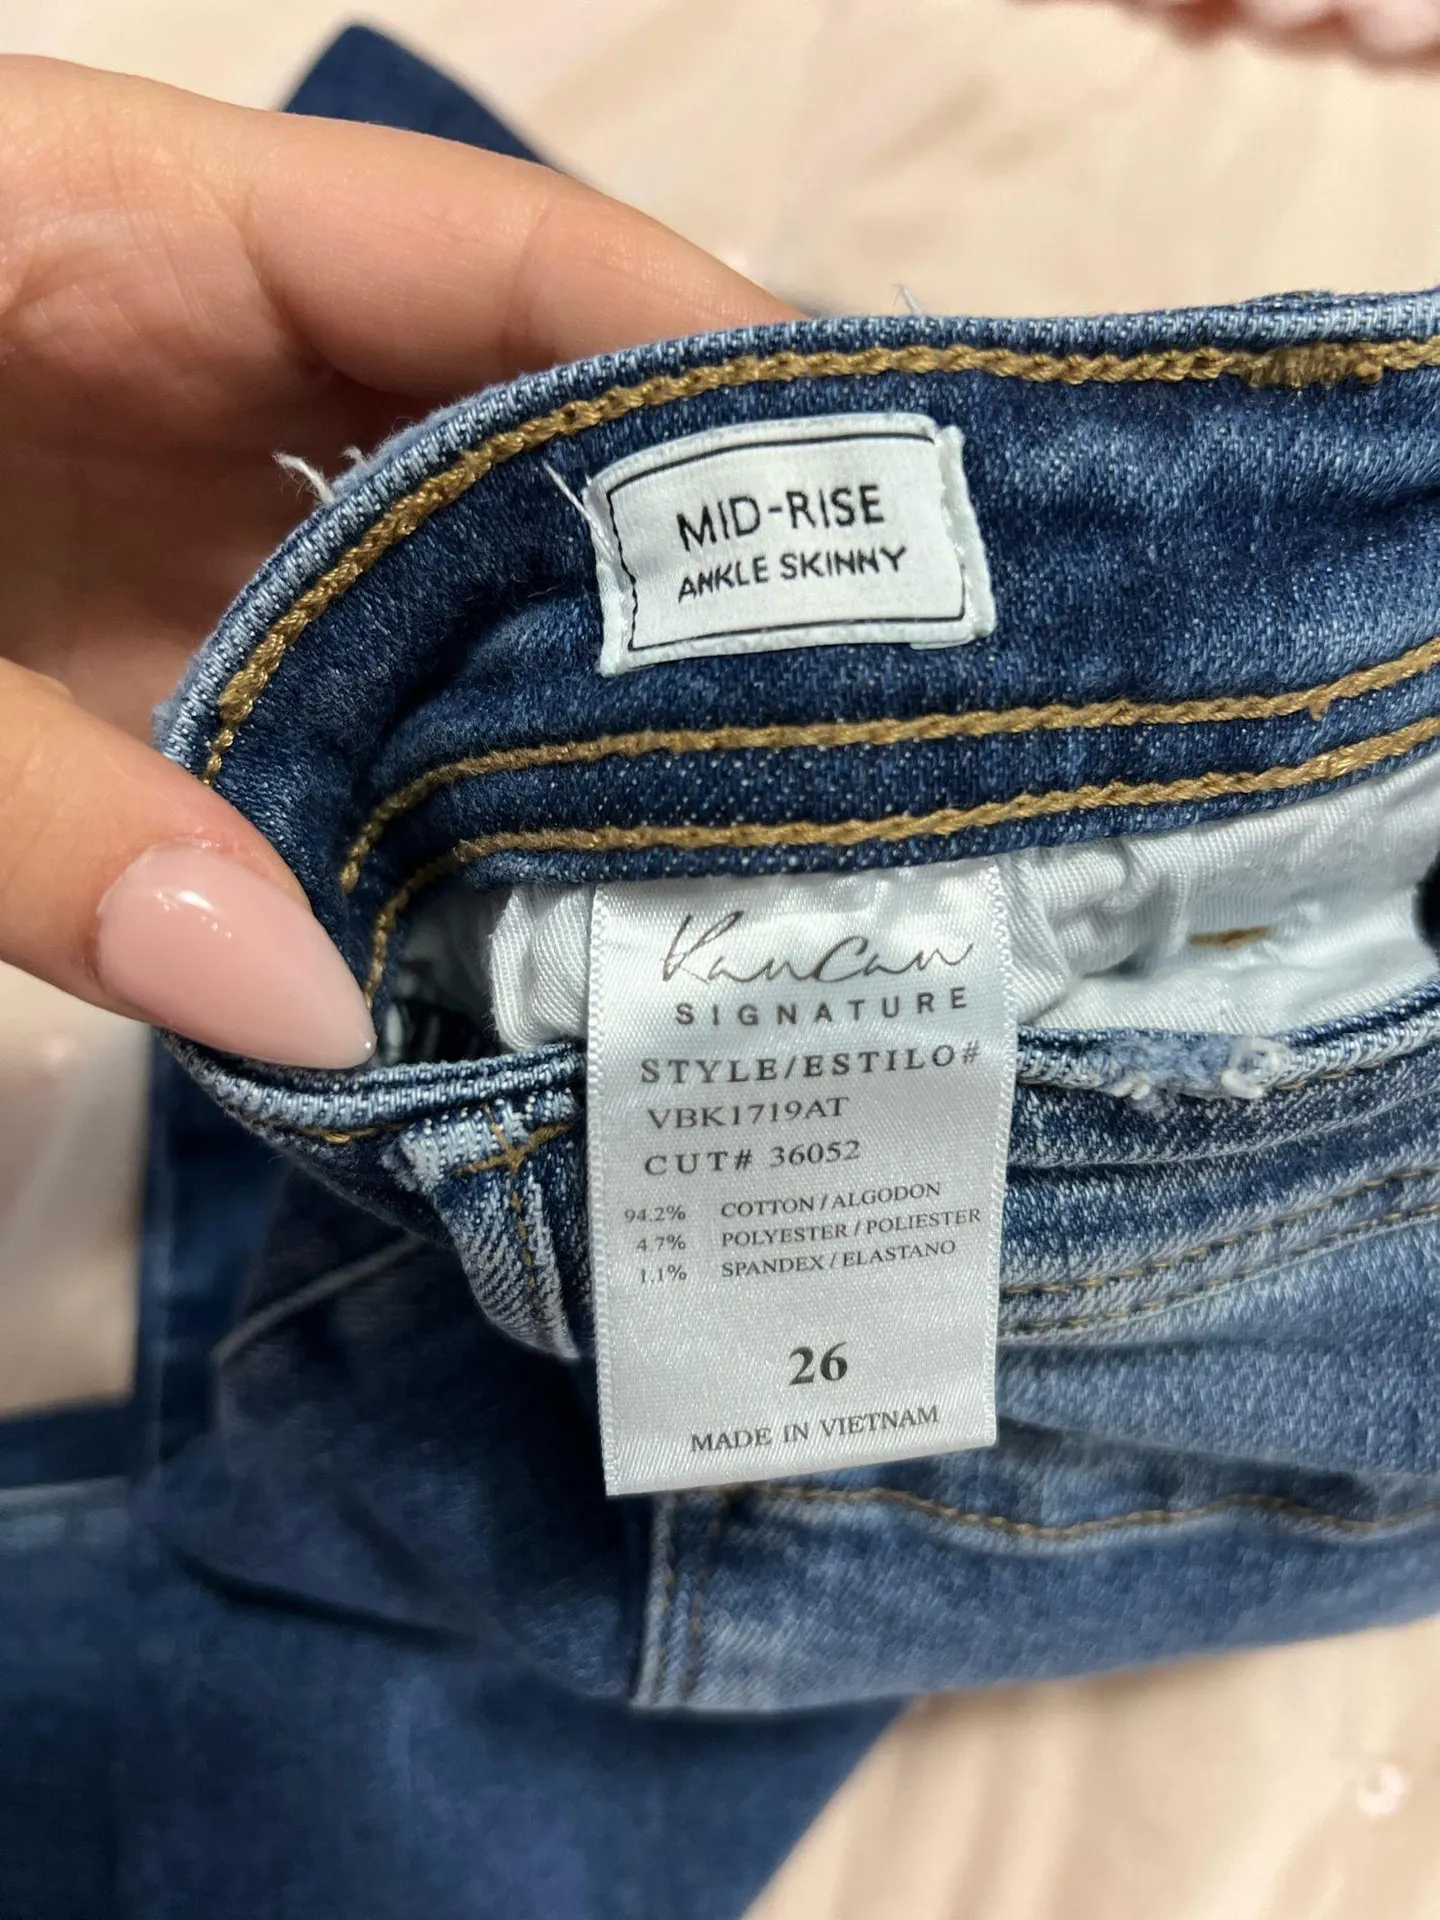 MID-RISE
ANKLE SKINNY
KanCan
SIGNATURE
STYLE/ESTILO#
VBK1719AT
CUT# 36052
94.2% COTTON / ALGODON
4.7% POLYESTER / POLIESTER
1.1% SPANDEX / ELASTANO
26
MADE IN VIETNAM